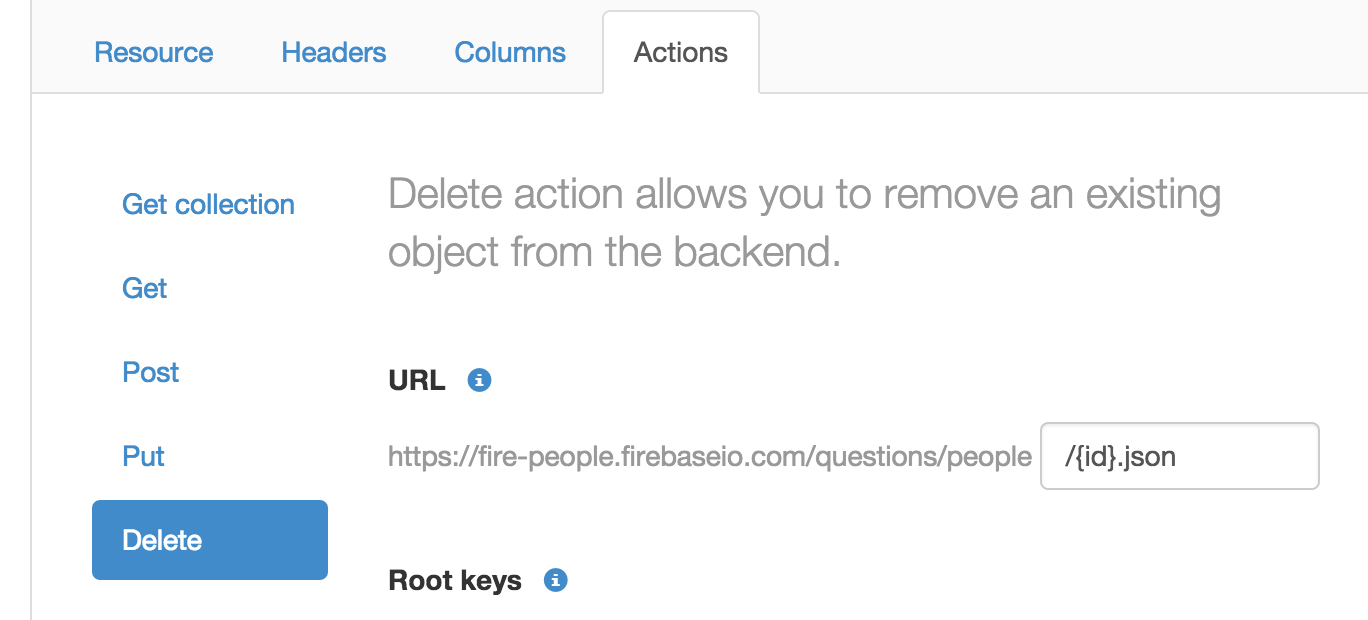 Resource Headers Columns Actions
Get collection
Get
Post
Put
Delete
Delete action allows you to remove an existing
object from the backend.
URL
https://fire-people.firebaseio.com/questions/people /{id}.json
Root keys